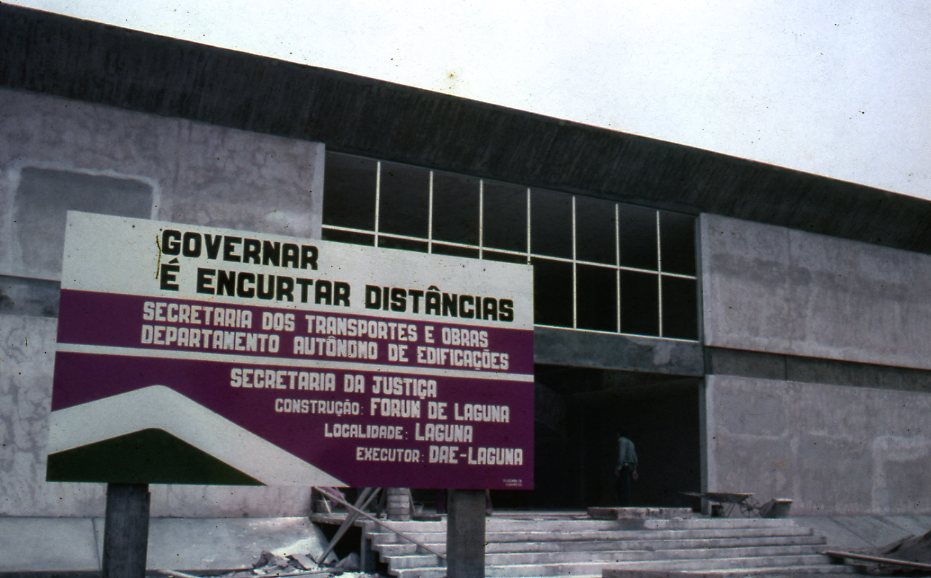 GOVERNAR
É ENCURTAR DISTÂNCIAS
SECRETARIA DOS TRANSPORTES E OBRAS
DEPARTAMENTO AUTÔNOMO DE EDIFICAÇÕES
SECRETARIA DA JUSTIÇA
CONSTRUÇÃO: FORUM DE LAGUNA
LOCALIDADE: LAGUNA
EXECUTOR: DAE-LAGUNA